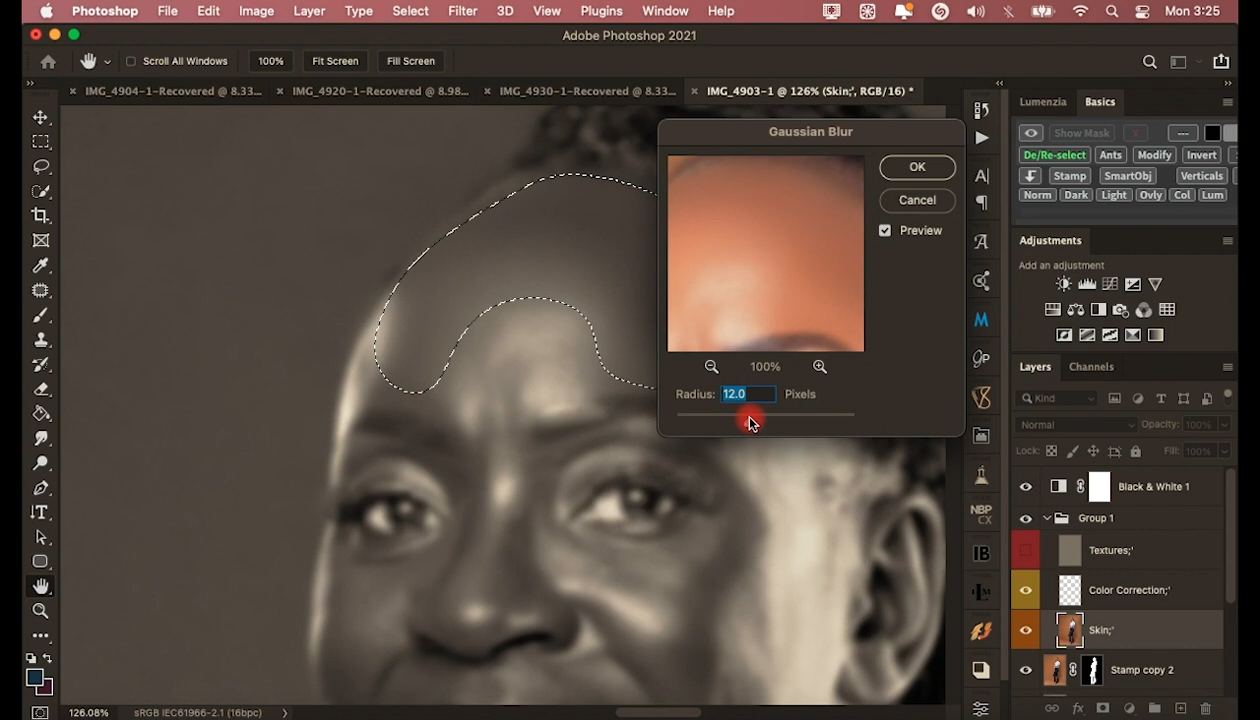 Photoshop File Edit Image Layer Type Select Filter 3D View Plugins Window Help Mon 3:25
Adobe Photoshop 2021
Scroll All Windows 100% Fit Screen Fill Screen
IMG_4904-1-Recovered @ 8.33... IMG_4920-1-Recovered @ 8.98... IMG_4930-1-Recovered @ 8.33... IMG_4903-1 @ 126% (Skin;', RGB/16) *
Gaussian Blur
OK
Cancel
Preview
100%
Radius: 12.0 Pixels
Lumenzia Basics
Show Mask x ---
De/Re-select Ants Modify Invert
Stamp SmartObj Verticals
Norm Dark Light Ovly Col Lum
Adjustments
Add an adjustment
Layers Channels
Kind
Normal Opacity: 100%
Lock: Fill: 100%
Black & White 1
Group 1
Textures;'
Color Correction;'
Skin;'
Stamp copy 2
NBP
CX
IB
126.08% sRGB IEC61966-2.1 (16bpc)